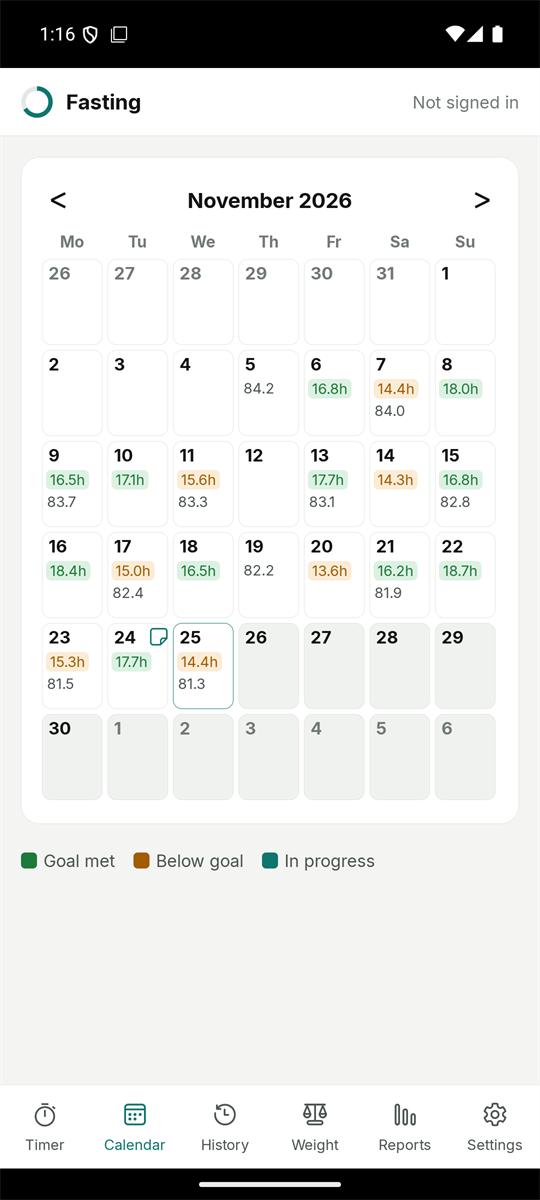 1:16
Fasting
Not signed in
< November 2026 >
Mo Tu We Th Fr Sa Su
26 27 28 29 30 31 1
2 3 4 5 6 7 8
84.2 16.8h 14.4h 18.0h
84.0
9 10 11 12 13 14 15
16.5h 17.1h 15.6h 17.7h 14.3h 16.8h
83.7 83.3 83.1 82.8
16 17 18 19 20 21 22
18.4h 15.0h 16.5h 82.2 13.6h 16.2h 18.7h
82.4 81.9
23 24 25 26 27 28 29
15.3h 17.7h 14.4h
81.5 81.3
30 1 2 3 4 5 6
Goal met Below goal In progress
Timer Calendar History Weight Reports Settings